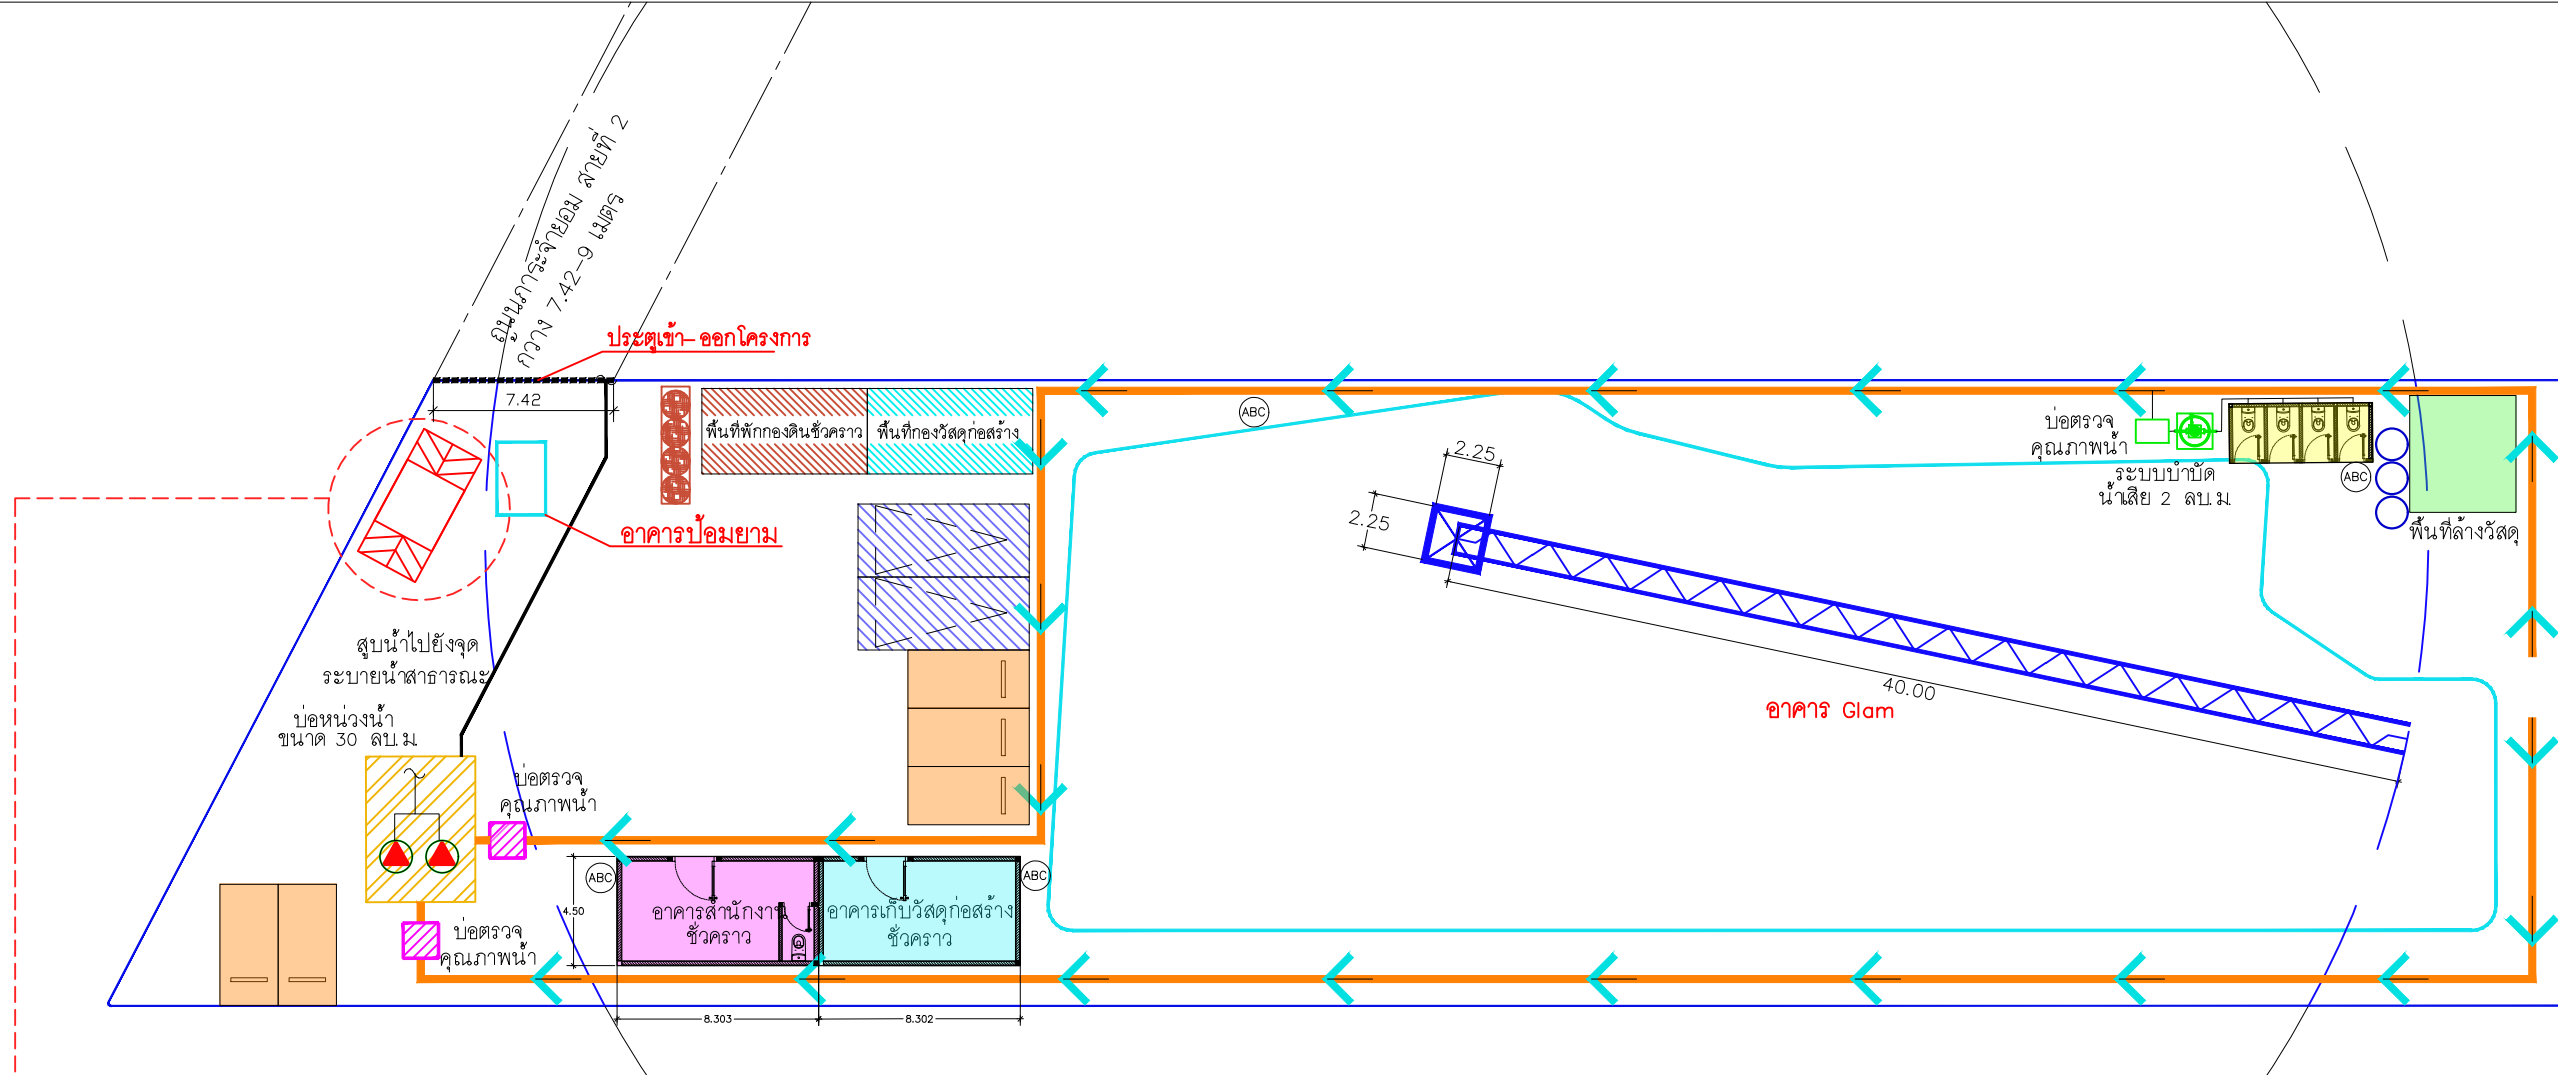 ถนนภาระจำยอม สายที่ 2
กว้าง 7.42-9 เมตร
ประตูเข้า-ออกโครงการ
7.42
พื้นที่พักกองดินชั่วคราว
พื้นที่กองวัสดุก่อสร้าง
ABC
บ่อตรวจ
คุณภาพน้ำ
ระบบบำบัด
น้ำเสีย 2 ลบ.ม.
ABC
พื้นที่ล้างวัสดุ
2.25
2.25
อาคารป้อมยาม
สูบน้ำไปยังจุด
ระบายน้ำสาธารณะ
40.00
อาคาร Glam
บ่อหน่วงน้ำ
ขนาด 30 ลบ.ม.
บ่อตรวจ
คุณภาพน้ำ
ABC
ABC
4.50
อาคารสำนักงาน
ชั่วคราว
อาคารเก็บวัสดุก่อสร้าง
ชั่วคราว
บ่อตรวจ
คุณภาพน้ำ
8.303
8.302